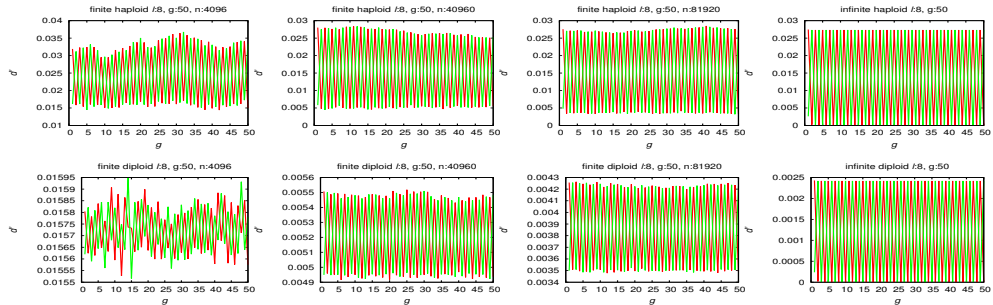 finite haploid ℓ:8, g:50, n:4096
0.04
0.035
0.03
0.025
0.02
0.015
0.01
d'
0 5 10 15 20 25 30 35 40 45 50
g
finite haploid ℓ:8, g:50, n:40960
0.03
0.025
0.02
0.015
0.01
0.005
0
d'
0 5 10 15 20 25 30 35 40 45 50
g
finite haploid ℓ:8, g:50, n:81920
0.03
0.025
0.02
0.015
0.01
0.005
0
d'
0 5 10 15 20 25 30 35 40 45 50
g
infinite haploid ℓ:8, g:50
0.03
0.025
0.02
0.015
0.01
0.005
0
d'
0 5 10 15 20 25 30 35 40 45 50
g
finite diploid ℓ:8, g:50, n:4096
0.01595
0.0159
0.01585
0.0158
0.01575
0.0157
0.01565
0.0156
0.01555
0.0155
d'
0 5 10 15 20 25 30 35 40 45 50
g
finite diploid ℓ:8, g:50, n:40960
0.0056
0.0055
0.0054
0.0053
0.0052
0.0051
0.005
0.0049
d'
0 5 10 15 20 25 30 35 40 45 50
g
finite diploid ℓ:8, g:50, n:81920
0.0043
0.0042
0.0041
0.004
0.0039
0.0038
0.0037
0.0036
0.0035
0.0034
d'
0 5 10 15 20 25 30 35 40 45 50
g
infinite diploid ℓ:8, g:50
0.0025
0.002
0.0015
0.001
0.0005
0
d'
0 5 10 15 20 25 30 35 40 45 50
g